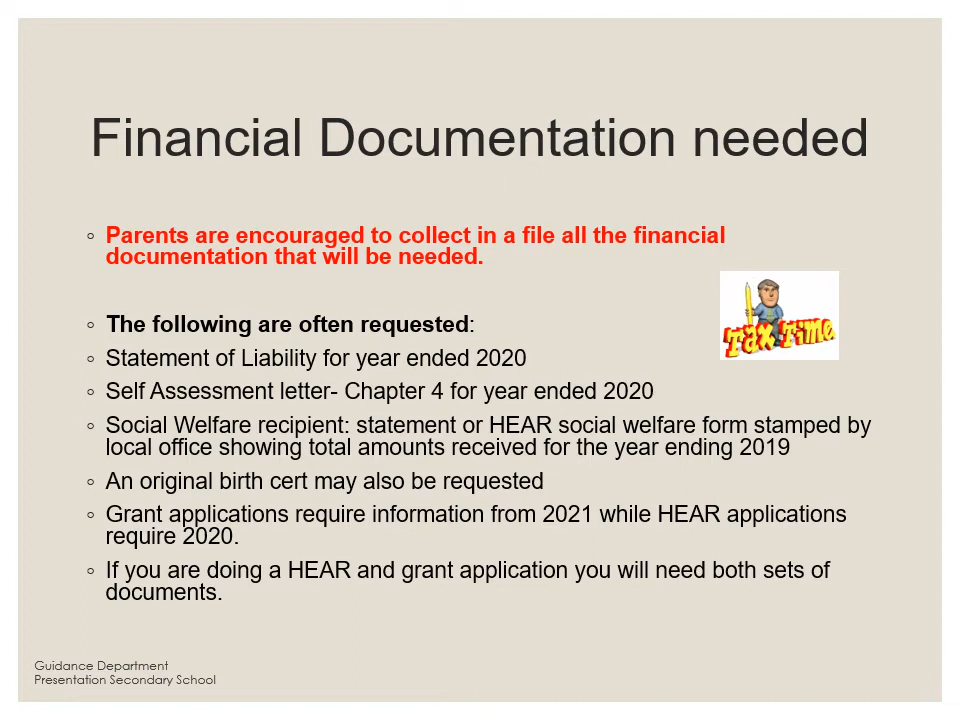 Financial Documentation needed
◦ Parents are encouraged to collect in a file all the financial
documentation that will be needed.
◦ The following are often requested:
◦ Statement of Liability for year ended 2020
◦ Self Assessment letter- Chapter 4 for year ended 2020
◦ Social Welfare recipient: statement or HEAR social welfare form stamped by
local office showing total amounts received for the year ending 2019
◦ An original birth cert may also be requested
◦ Grant applications require information from 2021 while HEAR applications
require 2020.
◦ If you are doing a HEAR and grant application you will need both sets of
documents.
Tax Time
Guidance Department
Presentation Secondary School